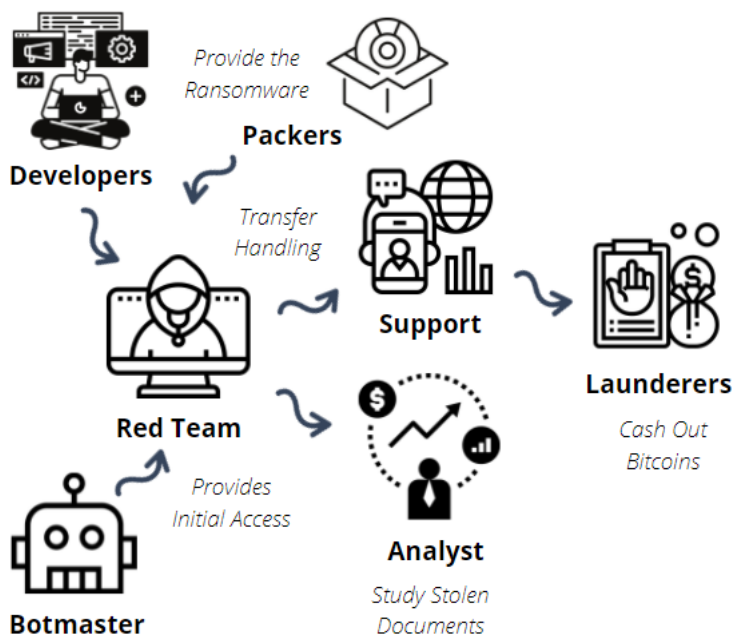 Provide the
Ransomware
Packers
Developers
Transfer
Handling
Support
Launderers
Cash Out
Bitcoins
Red Team
Provides
Initial Access
Analyst
Study Stolen
Documents
Botmaster